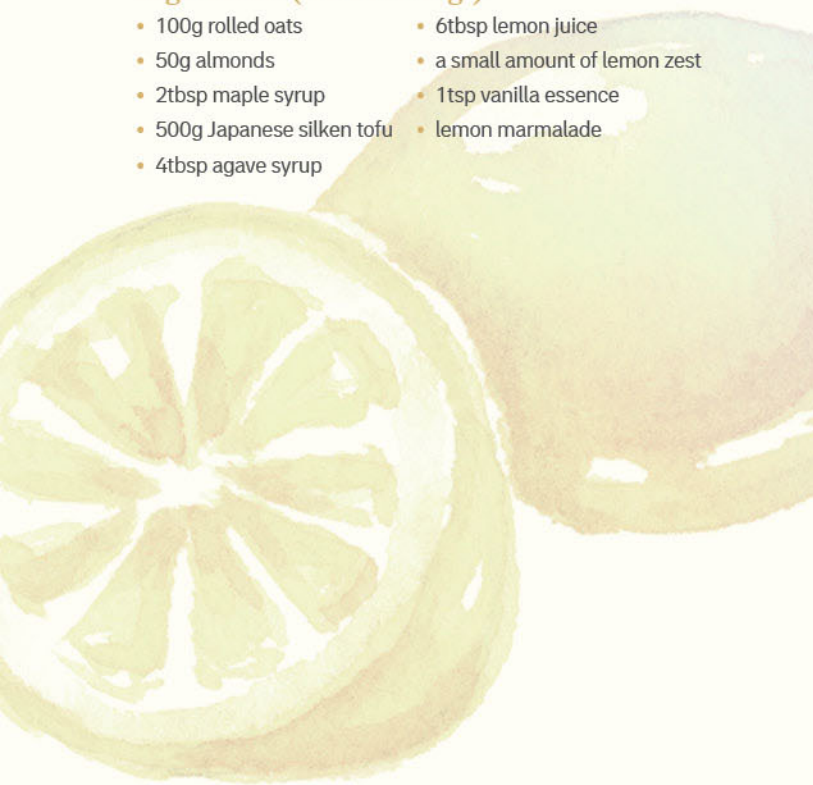 • 100g rolled oats
• 50g almonds
• 2tbsp maple syrup
• 500g Japanese silken tofu
• 4tbsp agave syrup
• 6tbsp lemon juice
• a small amount of lemon zest
• 1tsp vanilla essence
• lemon marmalade